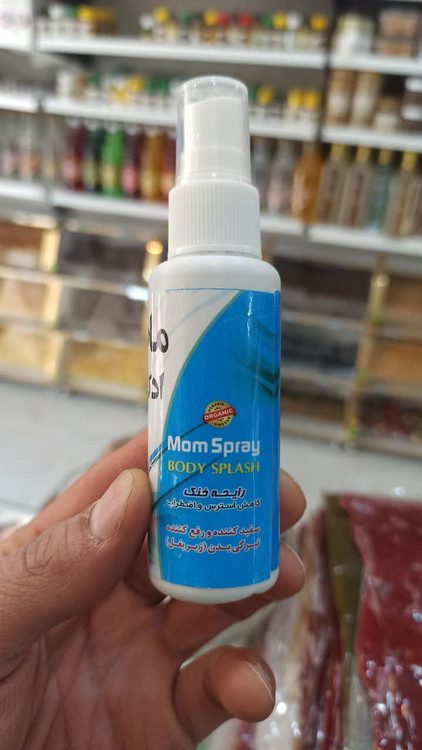 ORGANIC
Mom Spray
BODY SPLASH
رایحه خنک
کاهش استرس و اضطراب
سفید کننده و رفع کننده
تیرگی بدن (زیر بغل)